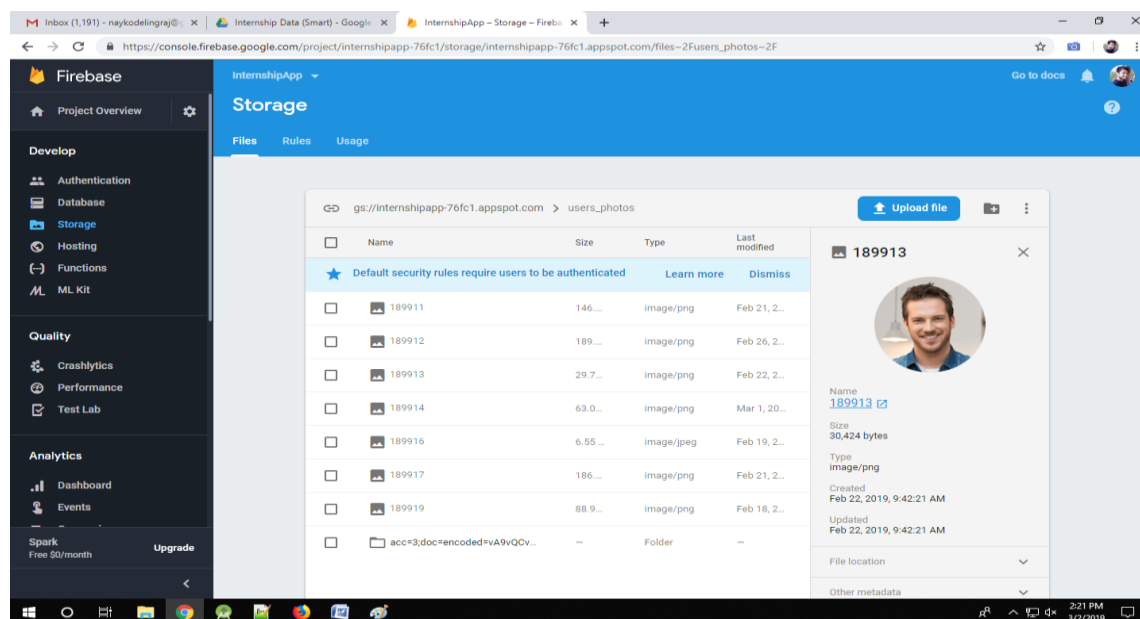 Inbox (1,191) - naykodelingraj@
Internship Data (Smart) - Google
InternshipApp – Storage – Fireba
https://console.firebase.google.com/project/internshipapp-76fc1/storage/internshipapp-76fc1.appspot.com/files~2Fusers_photos~2F
Firebase
InternshipApp
Go to docs
Project Overview
Storage
Files Rules Usage
Develop
Authentication
Database
Storage
Hosting
Functions
ML Kit
Quality
Crashlytics
Performance
Test Lab
Analytics
Dashboard
Events
Spark
Free $0/month
Upgrade
gs://internshipapp-76fc1.appspot.com > users_photos
Upload file
Name Size Type Last modified
Default security rules require users to be authenticated Learn more Dismiss
189911 146.... image/png Feb 21, 2...
189912 189.... image/png Feb 26, 2...
189913 29.7... image/png Feb 22, 2...
189914 63.0... image/png Mar 1, 20...
189916 6.55 ... image/jpeg Feb 19, 2...
189917 186.... image/png Feb 21, 2...
189919 88.9... image/png Feb 18, 2...
acc=3;doc=encoded=vA9vQCv... – Folder –
189913
Name
189913
Size
30,424 bytes
Type
image/png
Created
Feb 22, 2019, 9:42:21 AM
Updated
Feb 22, 2019, 9:42:21 AM
File location
Other metadata
2:21 PM
3/2/2019